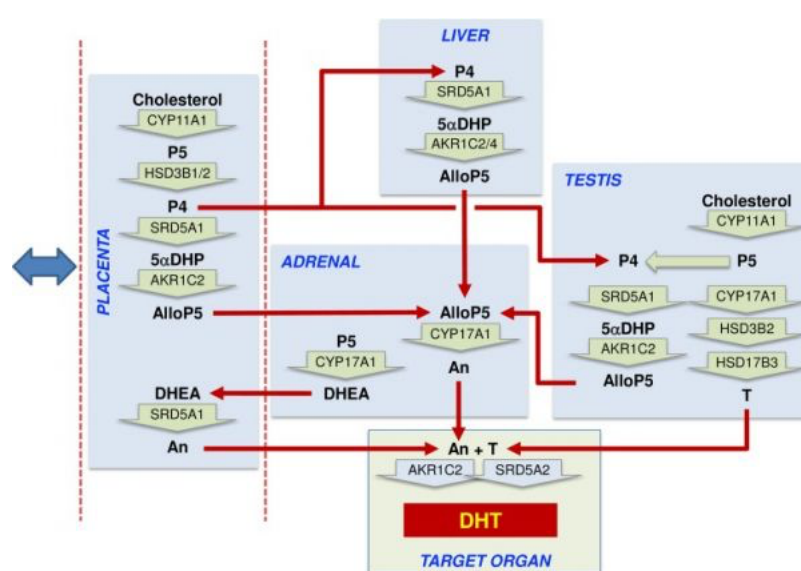 LIVER
P4
SRD5A1
5αDHP
AKR1C2/4
AlloP5
PLACENTA
Cholesterol
CYP11A1
P5
HSD3B1/2
P4
SRD5A1
5αDHP
AKR1C2
AlloP5
DHEA
SRD5A1
An
ADRENAL
AlloP5
CYP17A1
An
P5
CYP17A1
DHEA
TESTIS
Cholesterol
CYP11A1
P4 P5
SRD5A1 CYP17A1
5αDHP HSD3B2
AKR1C2 HSD17B3
AlloP5 T
An + T
AKR1C2 SRD5A2
DHT
TARGET ORGAN